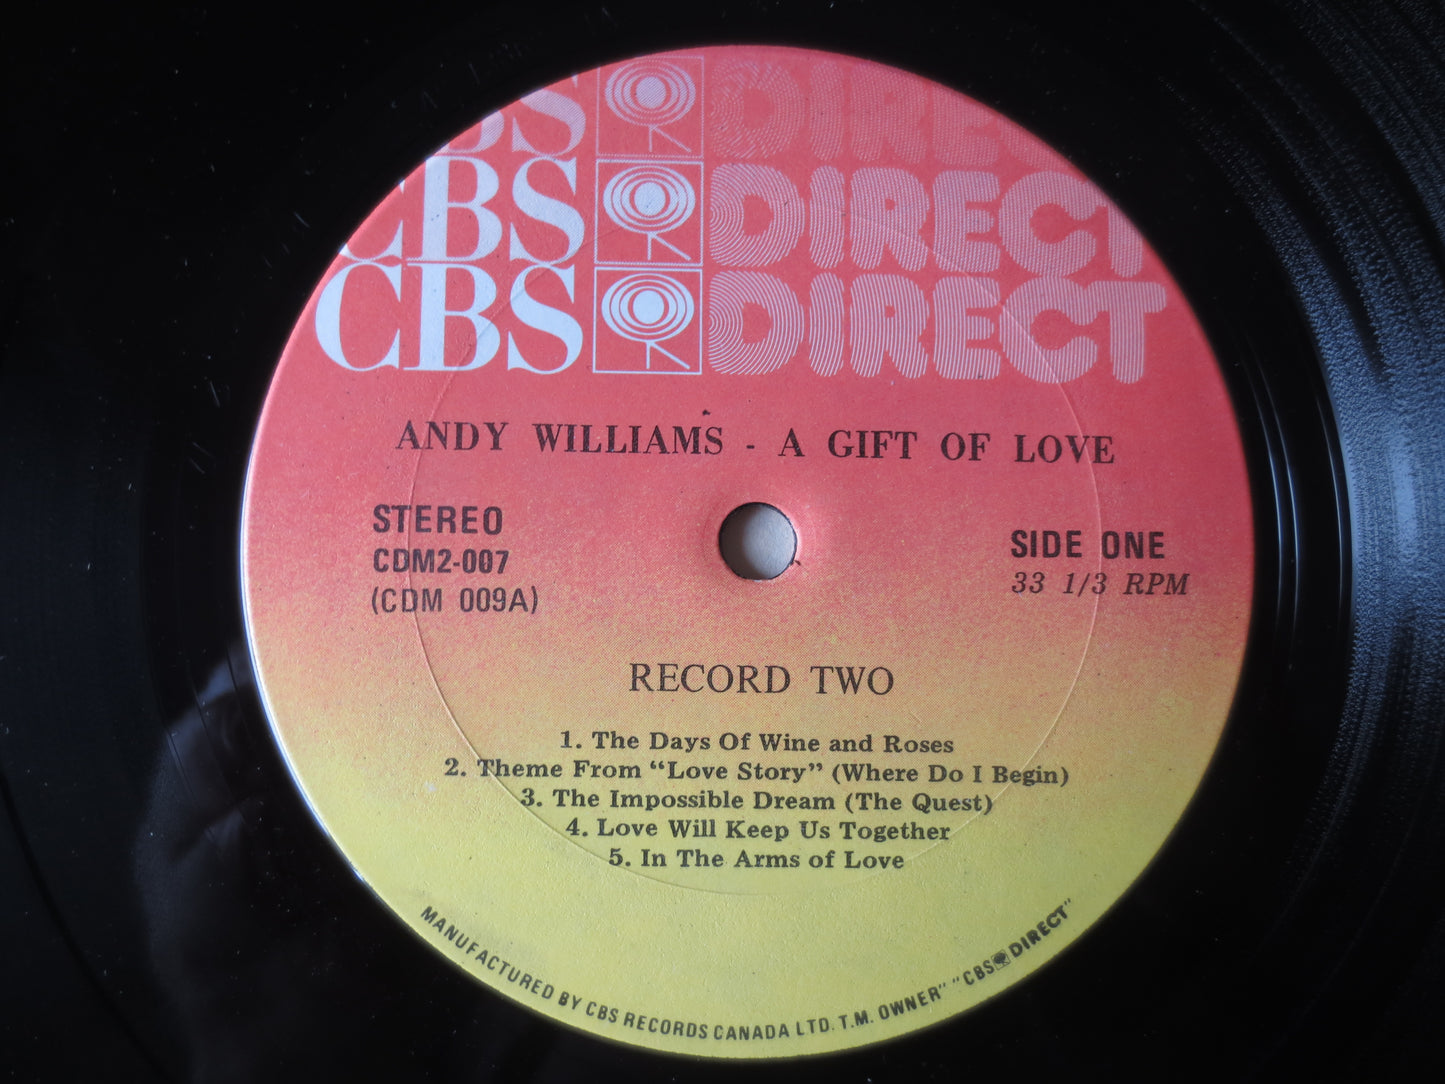 BS DIRECT
CBS DIRECT
CBS DIRECT
ANDY WILLIAMS - A GIFT OF LOVE
STEREO
CDM2-007
(CDM 009A)
SIDE ONE
33 1/3 RPM
RECORD TWO
1. The Days Of Wine and Roses
2. Theme From "Love Story" (Where Do I Begin)
3. The Impossible Dream (The Quest)
4. Love Will Keep Us Together
5. In The Arms of Love
MANUFACTURED BY CBS RECORDS CANADA LTD. T.M. OWNER" "CBS DIRECT"